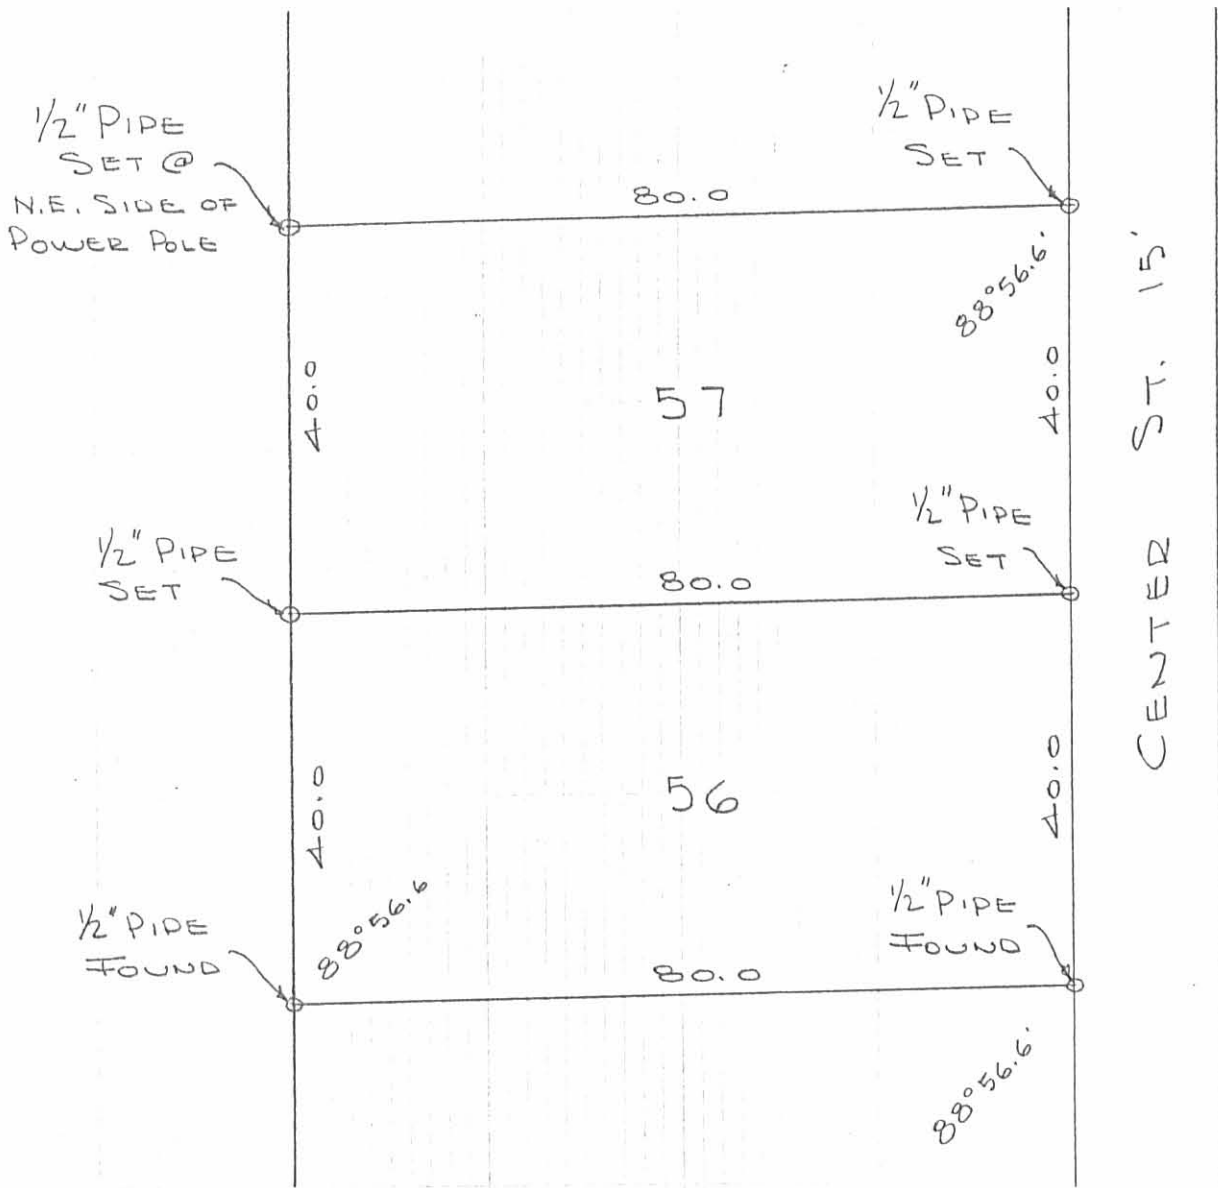 1/2" PIPE
SET @
N.E. SIDE OF
POWER POLE
1/2" PIPE
SET
80.0
88°56.6'
40.0
57
40.0
CENTER ST. 15'
1/2" PIPE
SET
1/2" PIPE
SET
80.0
40.0
56
40.0
1/2" PIPE
FOUND
88°56.6
1/2" PIPE
FOUND
80.0
88°56.6'